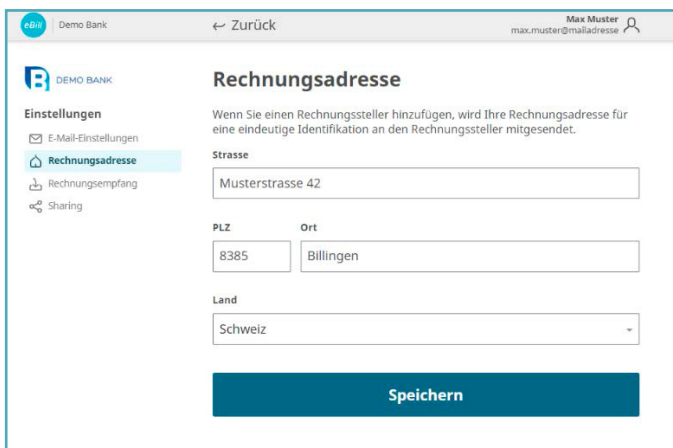 eBill Demo Bank
← Zurück
Max Muster
max.muster@mailadresse
DEMO BANK
Einstellungen
E-Mail-Einstellungen
Rechnungsadresse
Rechnungsempfang
Sharing
Rechnungsadresse
Wenn Sie einen Rechnungssteller hinzufügen, wird Ihre Rechnungsadresse für
eine eindeutige Identifikation an den Rechnungssteller mitgesendet.
Strasse
Musterstrasse 42
PLZ Ort
8385 Billingen
Land
Schweiz
Speichern